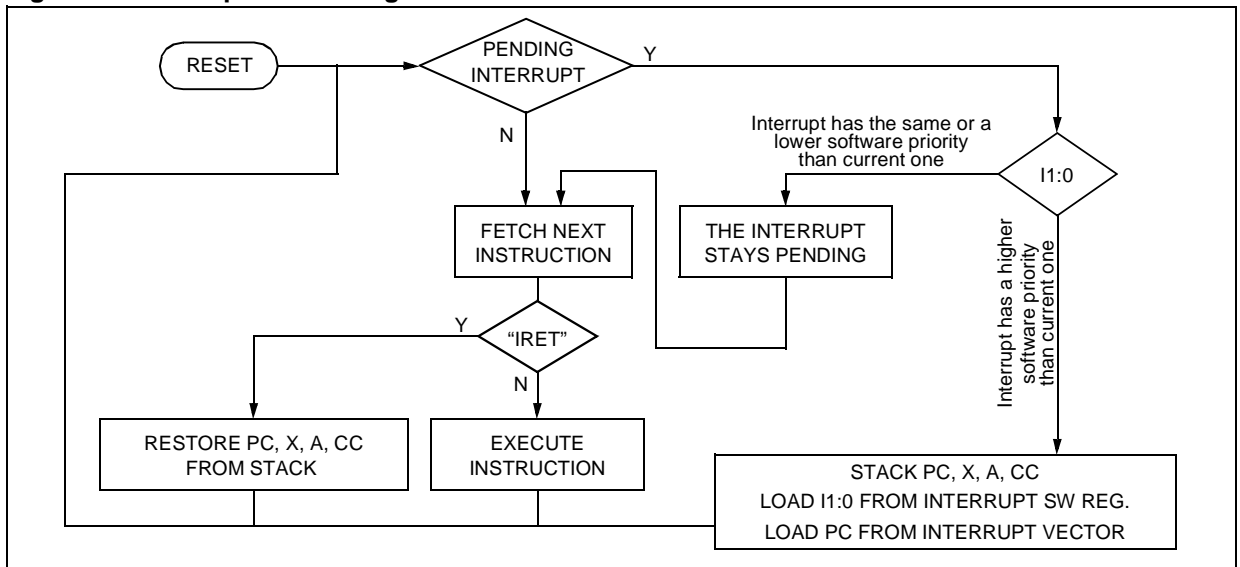 RESET
PENDING
INTERRUPT
Y
N
Interrupt has the same or a
lower software priority
than current one
I1:0
FETCH NEXT
INSTRUCTION
THE INTERRUPT
STAYS PENDING
Interrupt has a higher
software priority
than current one
Y
“IRET”
N
RESTORE PC, X, A, CC
FROM STACK
EXECUTE
INSTRUCTION
STACK PC, X, A, CC
LOAD I1:0 FROM INTERRUPT SW REG.
LOAD PC FROM INTERRUPT VECTOR